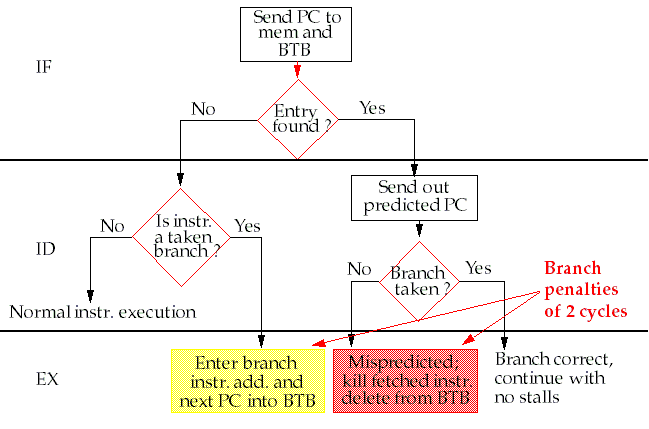 Send PC to
mem and
BTB
IF
No
Entry
found ?
Yes
Send out
predicted PC
No
Is instr.
a taken
branch ?
Yes
ID
No
Branch
taken ?
Yes
Branch
penalties
of 2 cycles
Normal instr. execution
EX
Enter branch
instr. add. and
next PC into BTB
Mispredicted;
kill fetched instr.
delete from BTB
Branch correct,
continue with
no stalls